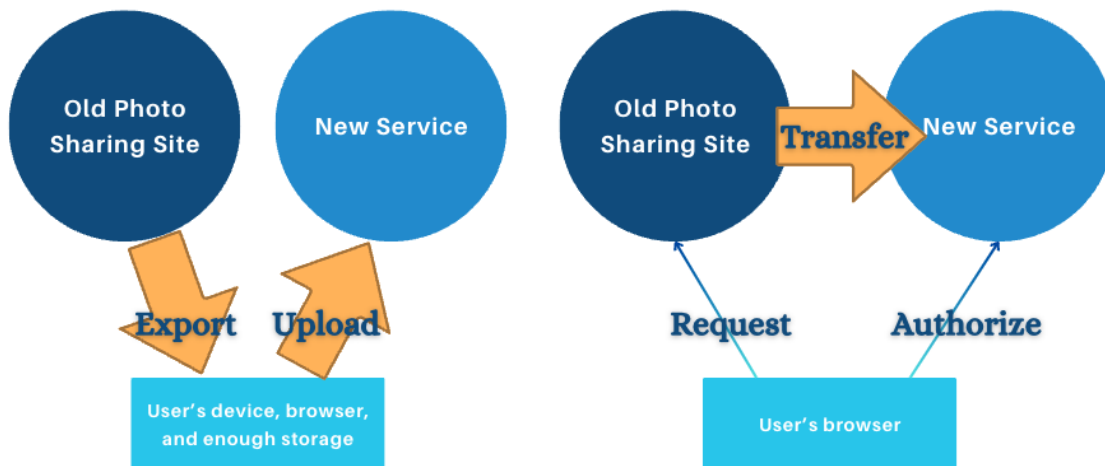 Old Photo
Sharing Site
New Service
Export
Upload
User's device, browser,
and enough storage
Old Photo
Sharing Site
Transfer
New Service
Request
Authorize
User's browser